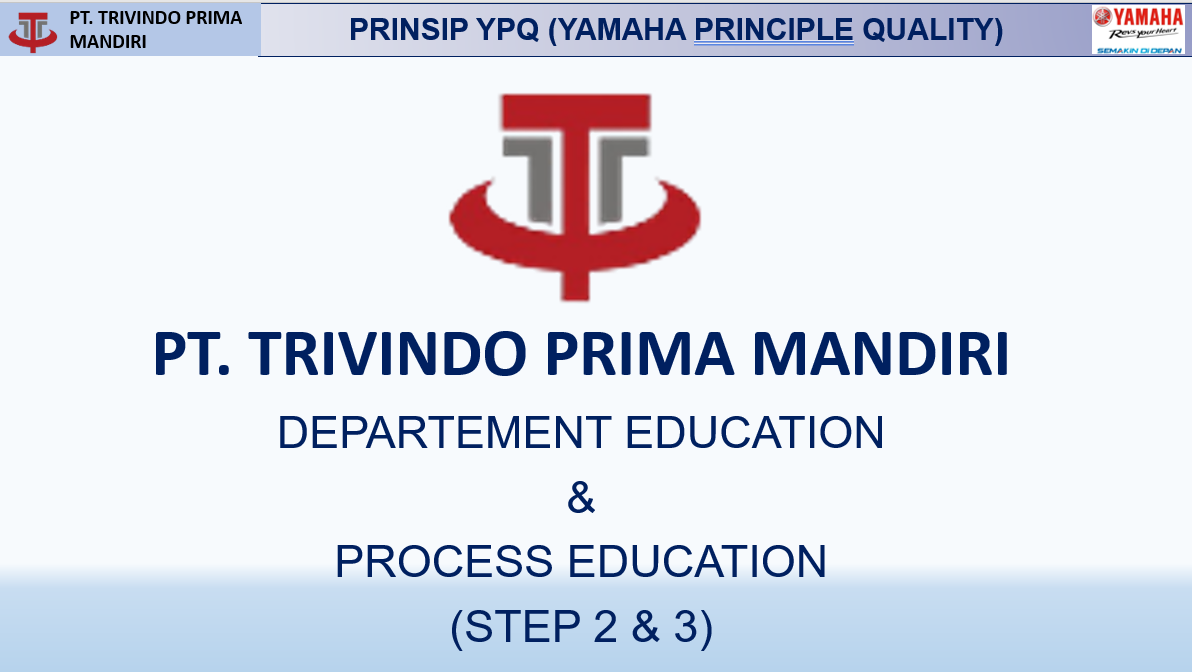 PT. TRIVINDO PRIMA
MANDIRI
PRINSIP YPQ (YAMAHA PRINCIPLE QUALITY)
YAMAHA
Revs your Heart
SEMAKIN DI DEPAN
PT. TRIVINDO PRIMA MANDIRI
DEPARTEMENT EDUCATION
&
PROCESS EDUCATION
(STEP 2 & 3)